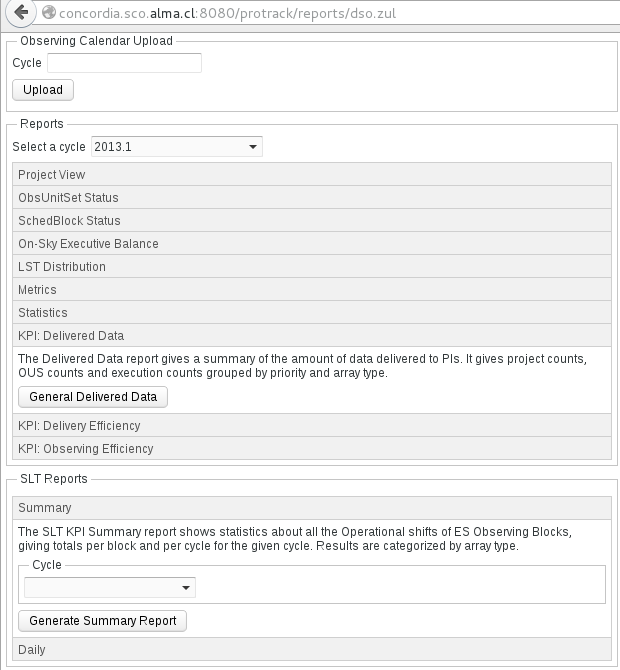 concordia.sco.alma.cl:8080/protrack/reports/dso.zul
Observing Calendar Upload
Cycle
Upload
Reports
Select a cycle 2013.1
Project View
ObsUnitSet Status
SchedBlock Status
On-Sky Executive Balance
LST Distribution
Metrics
Statistics
KPI: Delivered Data
The Delivered Data report gives a summary of the amount of data delivered to PIs. It gives project counts,
OUS counts and execution counts grouped by priority and array type.
General Delivered Data
KPI: Delivery Efficiency
KPI: Observing Efficiency
SLT Reports
Summary
The SLT KPI Summary report shows statistics about all the Operational shifts of ES Observing Blocks,
giving totals per block and per cycle for the given cycle. Results are categorized by array type.
Cycle
Generate Summary Report
Daily